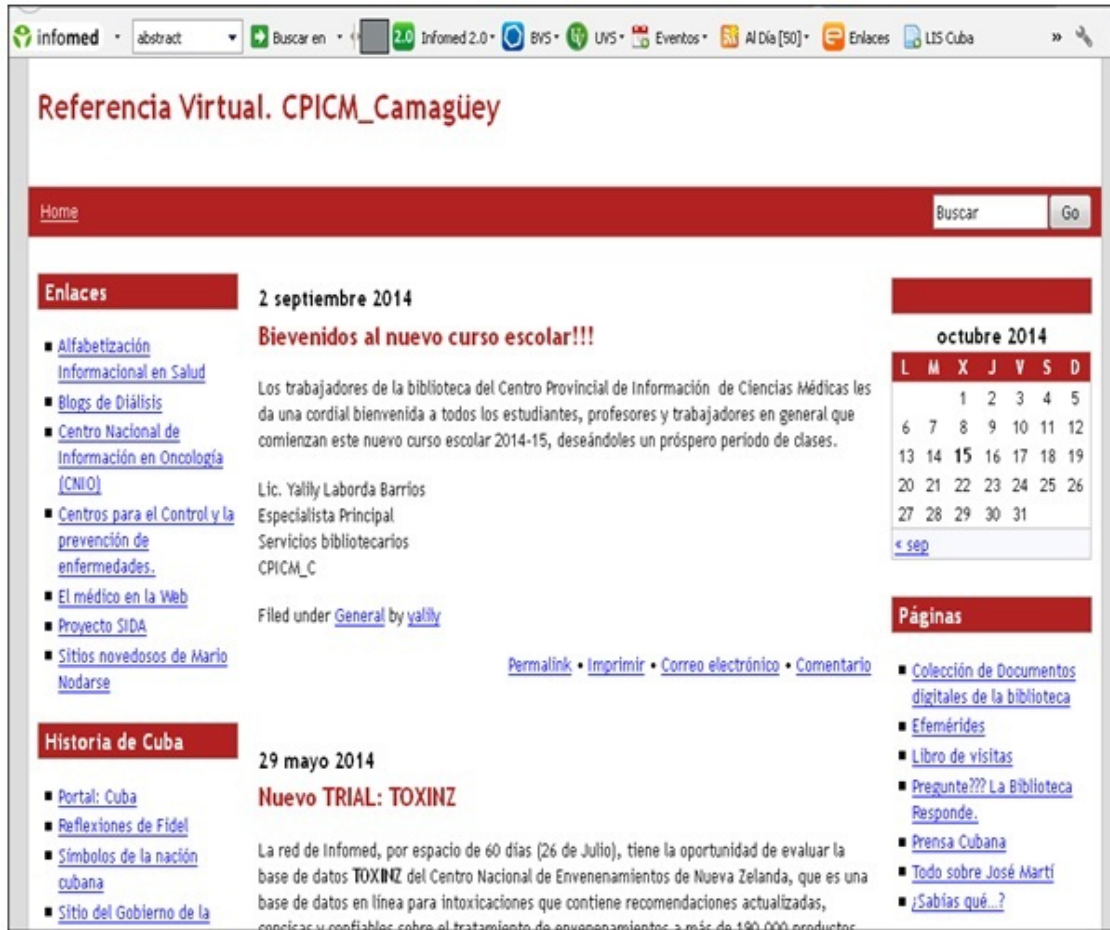 infomed
abstract
Buscar en
2.0 Infomed 2.0
BVS
UVS
Eventos
Al Día [50]
Enlaces
LIS Cuba
»
Referencia Virtual. CPICM_Camagüey
Home
Buscar
Go
Enlaces
Alfabetización
Informacional en Salud
Blogs de Diálisis
Centro Nacional de
Información en Oncología
(CNIO)
Centros para el Control y la
prevención de
enfermedades.
El médico en la Web
Proyecto SIDA
Sitios novedosos de Mario
Nodarse
Historia de Cuba
Portal: Cuba
Reflexiones de Fidel
Símbolos de la nación
cubana
Sitio del Gobierno de la
2 septiembre 2014
Bievenidos al nuevo curso escolar!!!
Los trabajadores de la biblioteca del Centro Provincial de Información de Ciencias Médicas les
da una cordial bienvenida a todos los estudiantes, profesores y trabajadores en general que
comienzan este nuevo curso escolar 2014-15, deseándoles un próspero período de clases.
Lic. Yalily Laborda Barrios
Especialista Principal
Servicios bibliotecarios
CPICM_C
Filed under General by yalily
Permalink • Imprimir • Correo electrónico • Comentario
29 mayo 2014
Nuevo TRIAL: TOXINZ
La red de Infomed, por espacio de 60 días (26 de Julio), tiene la oportunidad de evaluar la
base de datos TOXINZ del Centro Nacional de Envenenamientos de Nueva Zelanda, que es una
base de datos en línea para intoxicaciones que contiene recomendaciones actualizadas,
concisas y confiables sobre el tratamiento de envenenamientos a más de 190 000 productos
octubre 2014
L M X J V S D
1 2 3 4 5
6 7 8 9 10 11 12
13 14 15 16 17 18 19
20 21 22 23 24 25 26
27 28 29 30 31
« sep
Páginas
Colección de Documentos
digitales de la biblioteca
Efemérides
Libro de visitas
Pregunte??? La Biblioteca
Responde.
Prensa Cubana
Todo sobre José Martí
¿Sabías qué...?